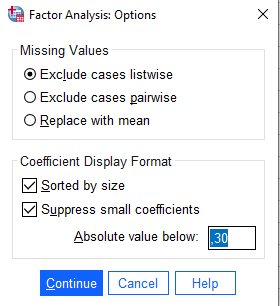 Factor Analysis: Options
Missing Values
Exclude cases listwise
Exclude cases pairwise
Replace with mean
Coefficient Display Format
Sorted by size
Suppress small coefficients
Absolute value below: ,30
Continue Cancel Help